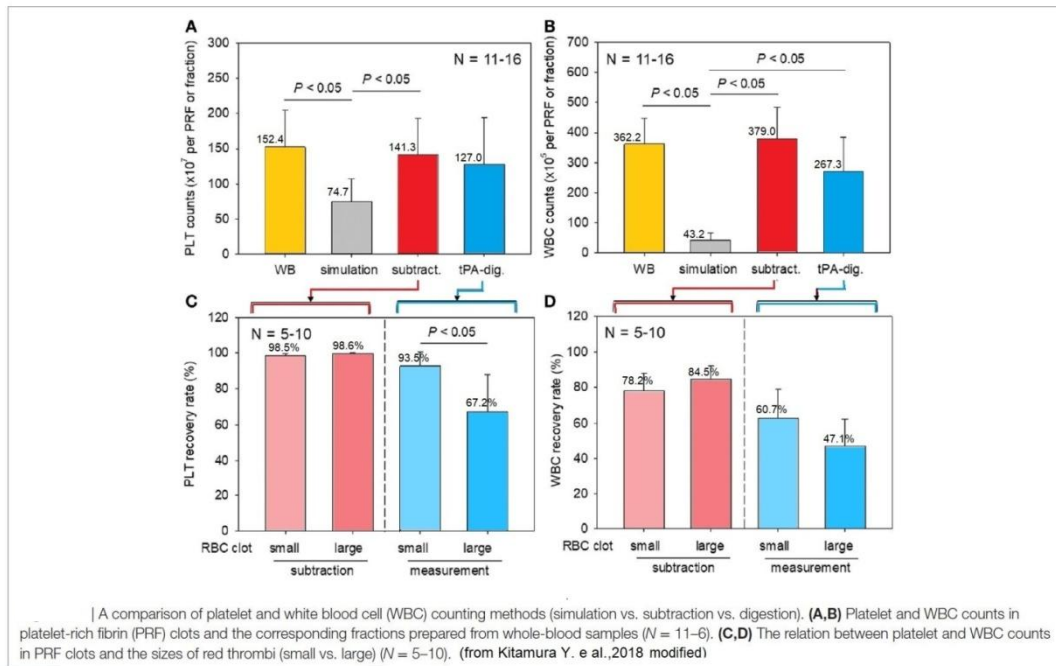 A
B
300
250
200
150
100
50
0
PLT counts (x10⁷ per PRF or fraction)
N = 11-16
P < 0.05
P < 0.05
152.4
74.7
141.3
127.0
WB simulation subtract. tPA-dig.
700
600
500
400
300
200
100
0
WBC counts (x10⁵ per PRF or fraction)
N = 11-16
P < 0.05
P < 0.05
P < 0.05
362.2
43.2
379.0
267.3
WB simulation subtract. tPA-dig.
C
D
120
100
80
60
40
20
0
PLT recovery rate (%)
N = 5-10
P < 0.05
98.5%
98.6%
93.5%
67.2%
RBC clot small large small large
subtraction measurement
120
100
80
60
40
20
0
WBC recovery rate (%)
N = 5-10
78.2%
84.5%
60.7%
47.1%
RBC clot small large small large
subtraction measurement
| A comparison of platelet and white blood cell (WBC) counting methods (simulation vs. subtraction vs. digestion). (A,B) Platelet and WBC counts in
platelet-rich fibrin (PRF) clots and the corresponding fractions prepared from whole-blood samples (N = 11–6). (C,D) The relation between platelet and WBC counts
in PRF clots and the sizes of red thrombi (small vs. large) (N = 5–10). (from Kitamura Y. e al.,2018 modified)